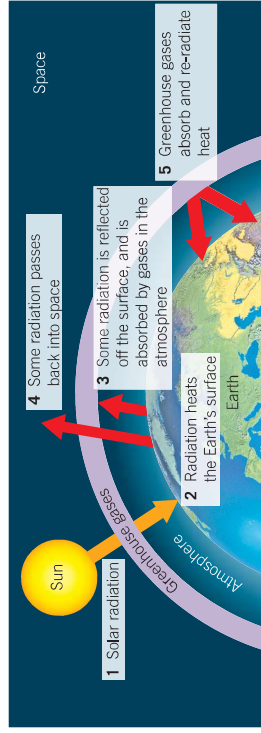 Space
Sun
1 Solar radiation
2 Radiation heats
the Earth's surface
3 Some radiation is reflected
off the surface, and is
absorbed by gases in the
atmosphere
4 Some radiation passes
back into space
5 Greenhouse gases
absorb and re-radiate
heat
Greenhouse gases
Atmosphere
Earth